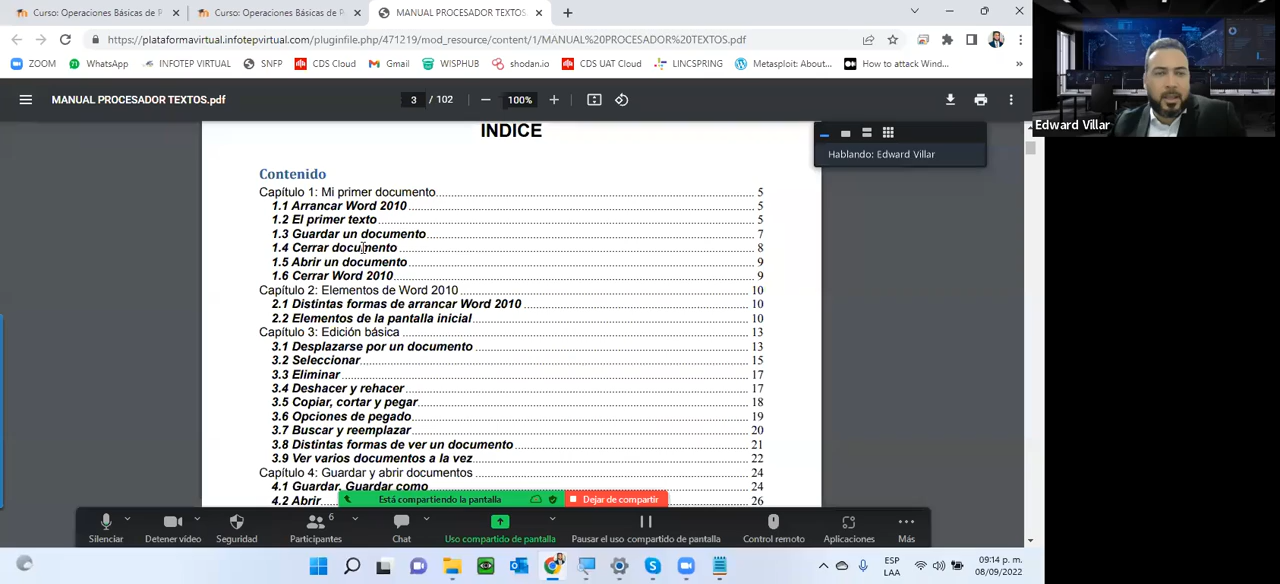 Curso: Operaciones Básicas de P
Curso: Operaciones Básicas de P
MANUAL PROCESADOR TEXTOS.
https://plataformavirtual.infotepvirtual.com/pluginfile.php/471219/mod_resource/content/1/MANUAL%20PROCESADOR%20TEXTOS.pdf
ZOOM
WhatsApp
INFOTEP VIRTUAL
SNFP
CDS Cloud
Gmail
WISPHUB
shodan.io
CDS UAT Cloud
LINCSPRING
Metasploit: About...
How to attack Wind...
MANUAL PROCESADOR TEXTOS.pdf
3 / 102
100%
Edward Villar
Hablando: Edward Villar
INDICE
Contenido
Capítulo 1: Mi primer documento 5
1.1 Arrancar Word 2010 5
1.2 El primer texto 5
1.3 Guardar un documento 7
1.4 Cerrar documento 8
1.5 Abrir un documento 9
1.6 Cerrar Word 2010 9
Capítulo 2: Elementos de Word 2010 10
2.1 Distintas formas de arrancar Word 2010 10
2.2 Elementos de la pantalla inicial 10
Capítulo 3: Edición básica 13
3.1 Desplazarse por un documento 13
3.2 Seleccionar 15
3.3 Eliminar 17
3.4 Deshacer y rehacer 17
3.5 Copiar, cortar y pegar 18
3.6 Opciones de pegado 19
3.7 Buscar y reemplazar 20
3.8 Distintas formas de ver un documento 21
3.9 Ver varios documentos a la vez 22
Capítulo 4: Guardar y abrir documentos 24
4.1 Guardar. Guardar como 24
4.2 Abrir 26
Está compartiendo la pantalla
Dejar de compartir
6
Silenciar
Detener vídeo
Seguridad
Participantes
Chat
Uso compartido de pantalla
Pausar el uso compartido de pantalla
Control remoto
Aplicaciones
Más
ESP
LAA
09:14 p. m.
08/09/2022